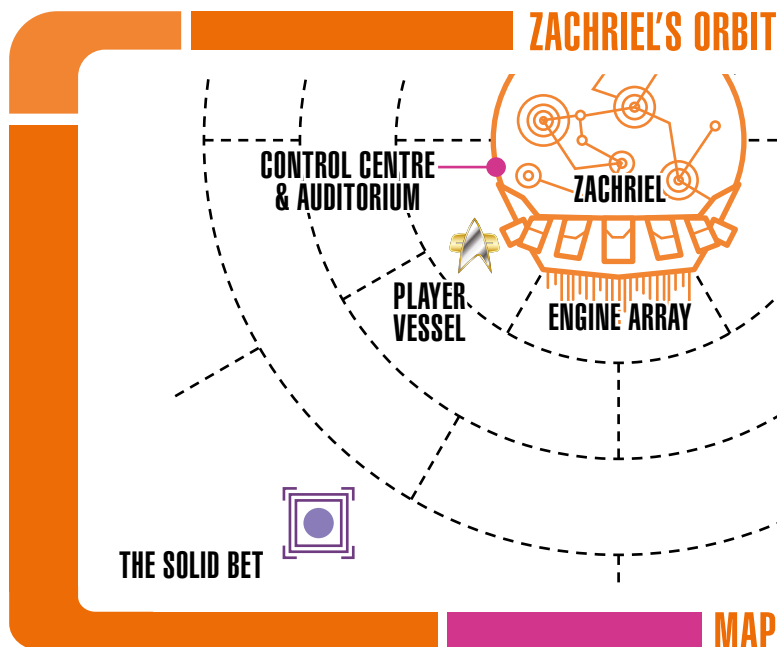 ZACHRIEL'S ORBIT
CONTROL CENTRE
& AUDITORIUM
ZACHRIEL
PLAYER
VESSEL
ENGINE ARRAY
THE SOLID BET
MAP